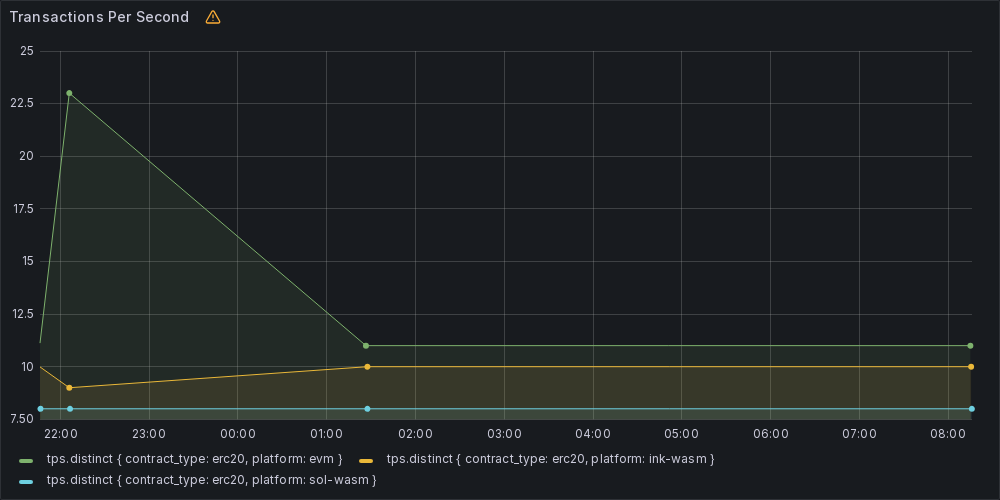 Transactions Per Second
25
22.5
20
17.5
15
12.5
10
7.50
22:00 23:00 00:00 01:00 02:00 03:00 04:00 05:00 06:00 07:00 08:00
tps.distinct { contract_type: erc20, platform: evm } tps.distinct { contract_type: erc20, platform: ink-wasm }
tps.distinct { contract_type: erc20, platform: sol-wasm }